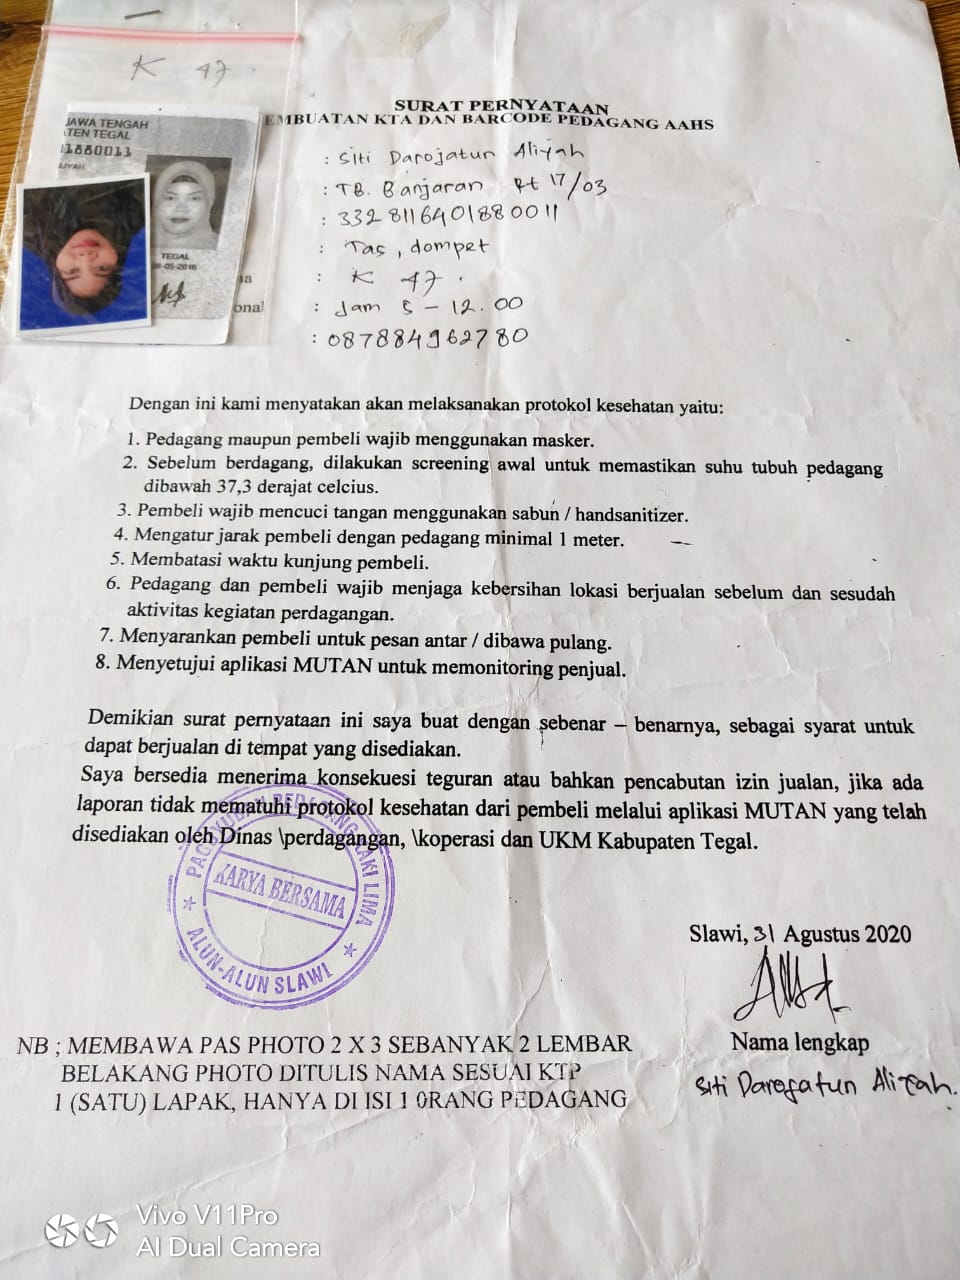 K 47.
JAWA TENGAH
TEN TEGAL
1880011
LIYAH
TEGAL
-05-2016
ia
onal
SURAT PERNYATAAN
EMBUATAN KTA DAN BARCODE PEDAGANG AAHS
: Siti Darojatun Aliyah
: TB. Banjaran Rt 17/03
: 3328116401880011
: Tas, dompet
: K 47.
: Jam 5 - 12.00
: 087884962780
Dengan ini kami menyatakan akan melaksanakan protokol kesehatan yaitu:
1. Pedagang maupun pembeli wajib menggunakan masker.
2. Sebelum berdagang, dilakukan screening awal untuk memastikan suhu tubuh pedagang
dibawah 37,3 derajat celcius.
3. Pembeli wajib mencuci tangan menggunakan sabun / handsanitizer.
4. Mengatur jarak pembeli dengan pedagang minimal 1 meter.
5. Membatasi waktu kunjung pembeli.
6. Pedagang dan pembeli wajib menjaga kebersihan lokasi berjualan sebelum dan sesudah
aktivitas kegiatan perdagangan.
7. Menyarankan pembeli untuk pesan antar / dibawa pulang.
8. Menyetujui aplikasi MUTAN untuk memonitoring penjual.
Demikian surat pernyataan ini saya buat dengan sebenar – benarnya, sebagai syarat untuk
dapat berjualan di tempat yang disediakan.
Saya bersedia menerima konsekuesi teguran atau bahkan pencabutan izin jualan, jika ada
laporan tidak mematuhi protokol kesehatan dari pembeli melalui aplikasi MUTAN yang telah
disediakan oleh Dinas \perdagangan, \koperasi dan UKM Kabupaten Tegal.
PAGUYUBAN PEDAGANG KAKI LIMA
KARYA BERSAMA
ALUN-ALUN SLAWI
Slawi, 31 Agustus 2020
Nama lengkap
Siti Darojatun Aliyah.
NB ; MEMBAWA PAS PHOTO 2 X 3 SEBANYAK 2 LEMBAR
BELAKANG PHOTO DITULIS NAMA SESUAI KTP
1 (SATU) LAPAK, HANYA DI ISI 1 0RANG PEDAGANG
Vivo V11Pro
AI Dual Camera